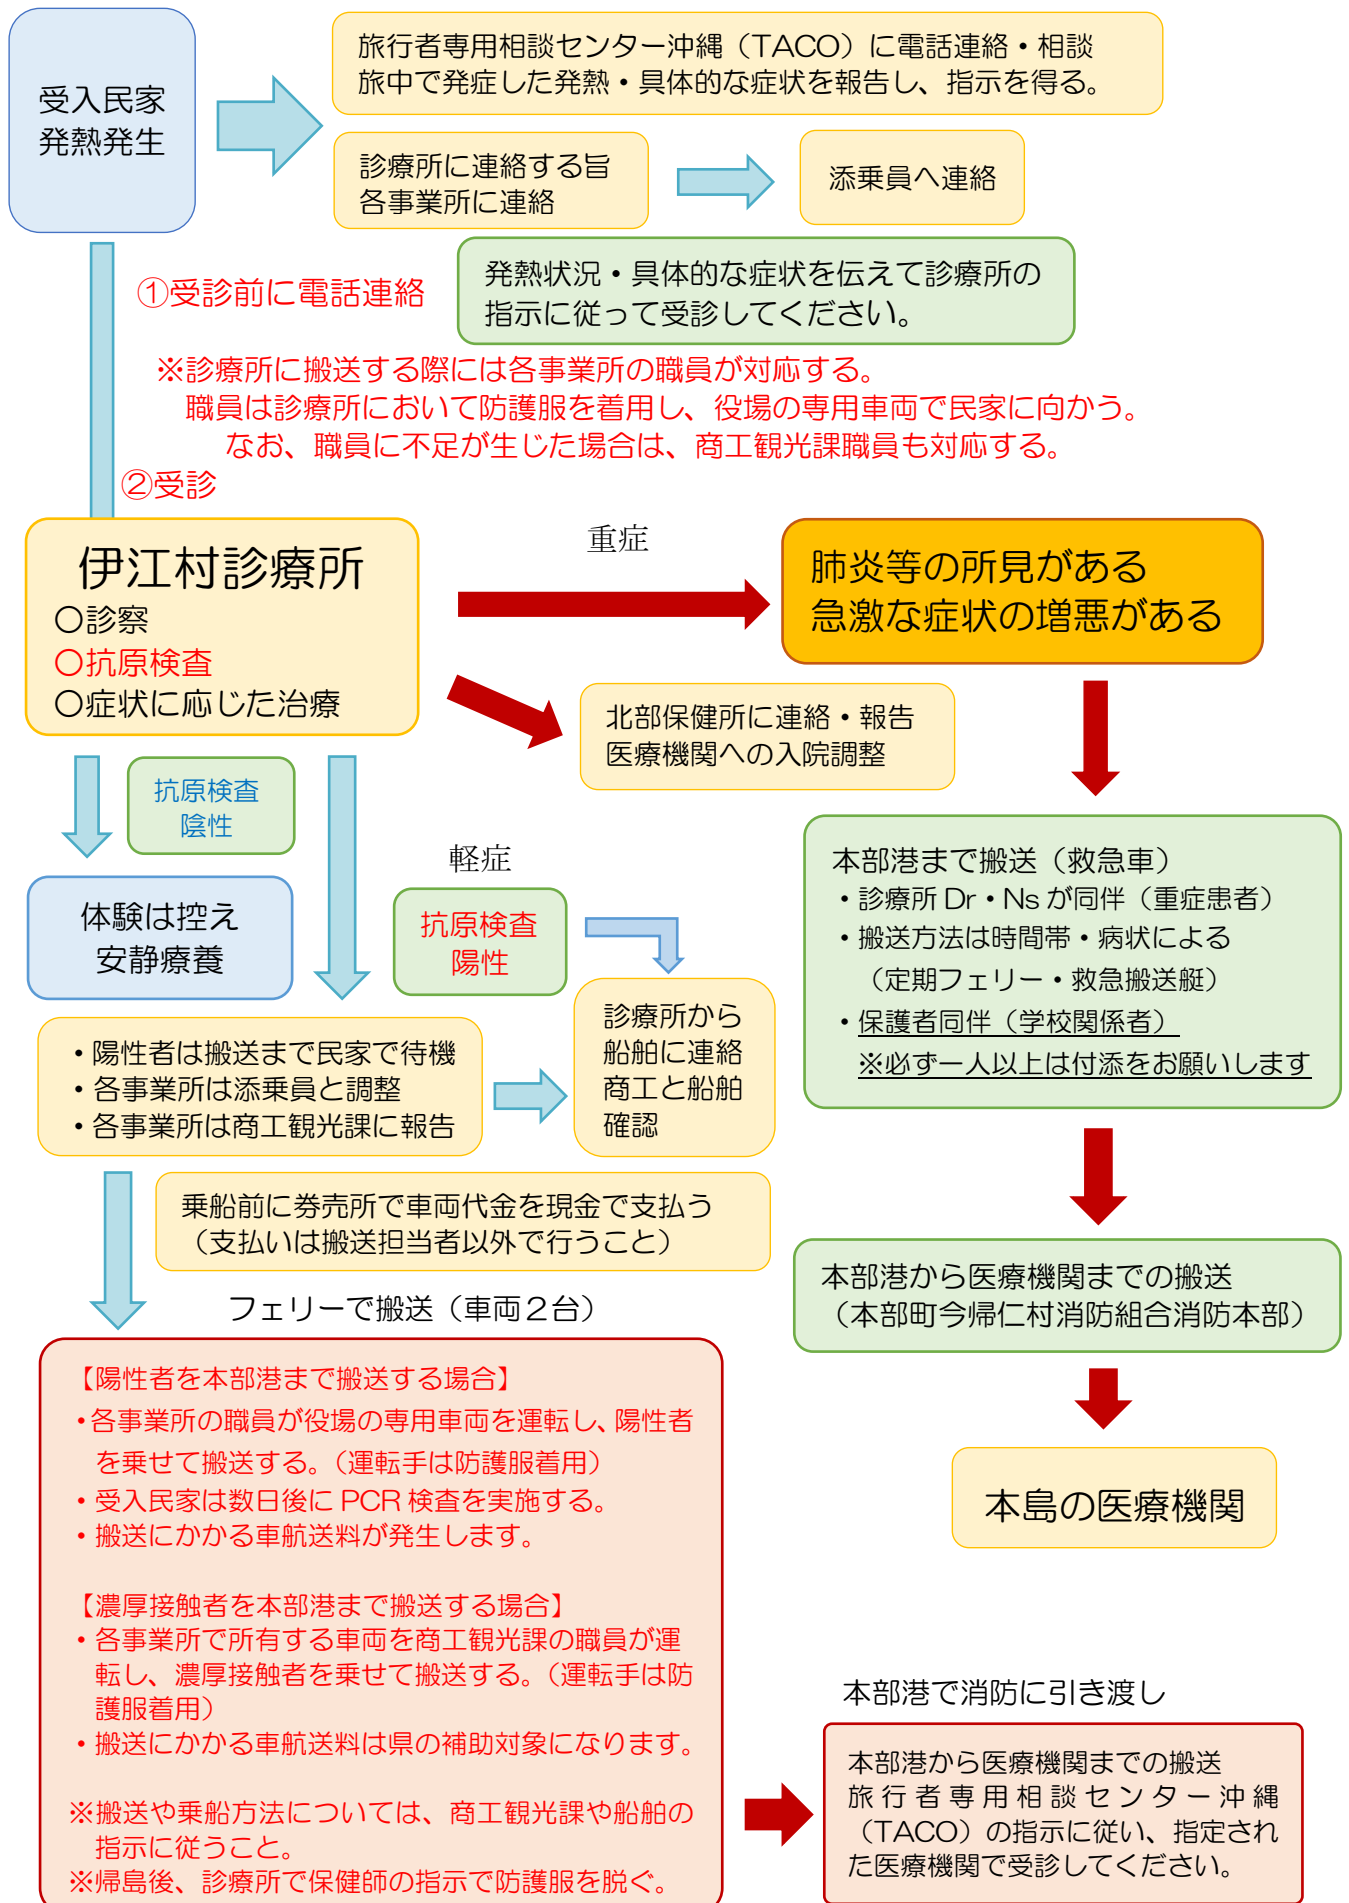 受入民家
発熱発生
旅行者専用相談センター沖縄（TACO）に電話連絡・相談
旅中で発症した発熱・具体的な症状を報告し、指示を得る。
診療所に連絡する旨
各事業所に連絡
添乗員へ連絡
①受診前に電話連絡
発熱状況・具体的な症状を伝えて診療所の
指示に従って受診してください。
※診療所に搬送する際には各事業所の職員が対応する。
職員は診療所において防護服を着用し、役場の専用車両で民家に向かう。
なお、職員に不足が生じた場合は、商工観光課職員も対応する。
②受診
伊江村診療所
〇診察
〇抗原検査
〇症状に応じた治療
重症
肺炎等の所見がある
急激な症状の増悪がある
北部保健所に連絡・報告
医療機関への入院調整
抗原検査
陰性
体験は控え
安静療養
軽症
抗原検査
陽性
本部港まで搬送（救急車）
・診療所 Dr・Ns が同伴（重症患者）
・搬送方法は時間帯・病状による
（定期フェリー・救急搬送艇）
・保護者同伴（学校関係者）
※必ず一人以上は付添をお願いします
・陽性者は搬送まで民家で待機
・各事業所は添乗員と調整
・各事業所は商工観光課に報告
診療所から
船舶に連絡
商工と船舶
確認
乗船前に券売所で車両代金を現金で支払う
（支払いは搬送担当者以外で行うこと）
本部港から医療機関までの搬送
（本部町今帰仁村消防組合消防本部）
フェリーで搬送（車両２台）
【陽性者を本部港まで搬送する場合】
・各事業所の職員が役場の専用車両を運転し、陽性者
を乗せて搬送する。（運転手は防護服着用）
・受入民家は数日後に PCR 検査を実施する。
・搬送にかかる車航送料が発生します。
【濃厚接触者を本部港まで搬送する場合】
・各事業所で所有する車両を商工観光課の職員が運
転し、濃厚接触者を乗せて搬送する。（運転手は防
護服着用）
・搬送にかかる車航送料は県の補助対象になります。
※搬送や乗船方法については、商工観光課や船舶の
指示に従うこと。
※帰島後、診療所で保健師の指示で防護服を脱ぐ。
本島の医療機関
本部港で消防に引き渡し
本部港から医療機関までの搬送
旅行者専用相談センター沖縄
（TACO）の指示に従い、指定され
た医療機関で受診してください。